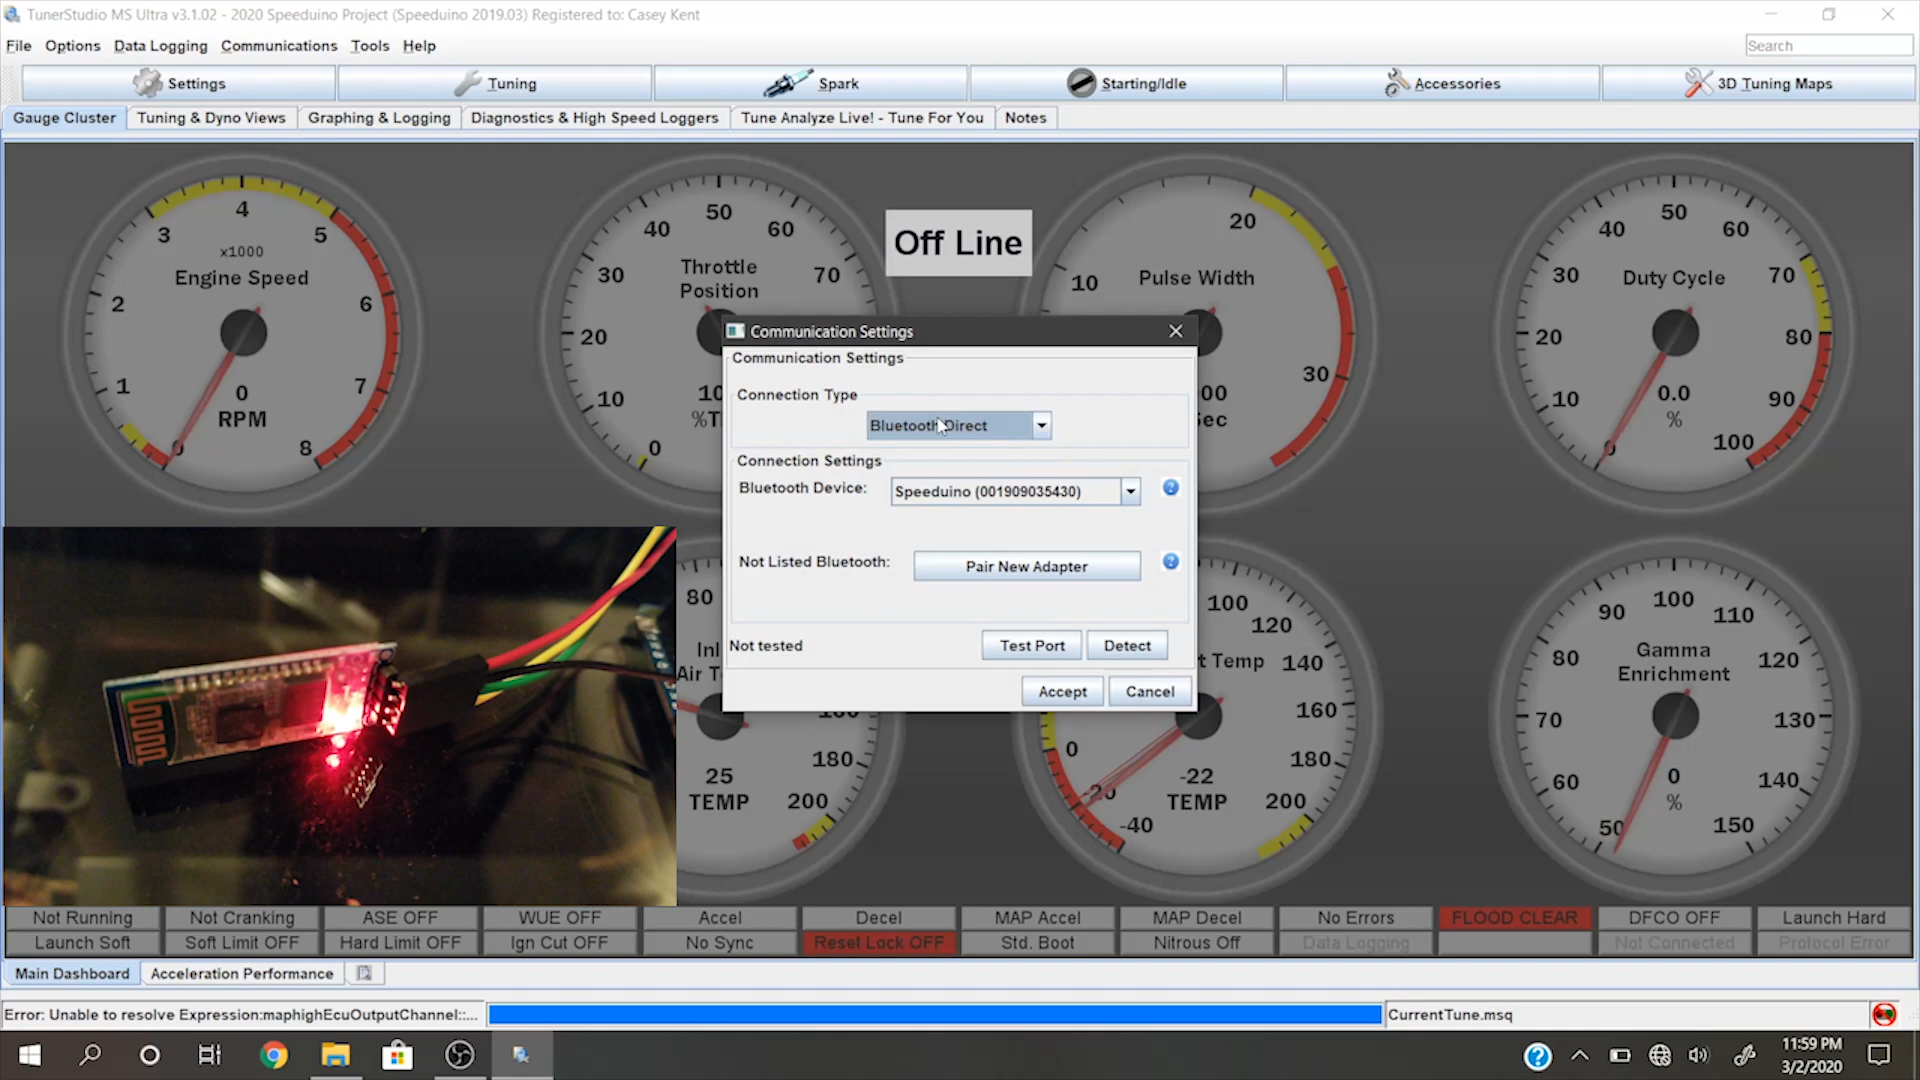 TunerStudio MS Ultra v3.1.02 - 2020 Speeduino Project (Speeduino 2019.03) Registered to: Casey Kent
File Options Data Logging Communications Tools Help
Search
Settings Tuning Spark Starting/Idle Accessories 3D Tuning Maps
Gauge Cluster Tuning & Dyno Views Graphing & Logging Diagnostics & High Speed Loggers Tune Analyze Live! - Tune For You Notes
0 1 2 3 4 5 6 7 8
x1000
Engine Speed
0
RPM
0 10 20 30 40 50 60 70
Throttle
Position
Off Line
10 20 30
Pulse Width
0 10 20 30 40 50 60 70 80 90 100
Duty Cycle
0.0
%
Communication Settings
Communication Settings
Connection Type
Bluetooth Direct
Connection Settings
Bluetooth Device: Speeduino (001909035430)
Not Listed Bluetooth: Pair New Adapter
Not tested Test Port Detect
Accept Cancel
80 160 180 200
25
TEMP
-40 -20 0 100 120 140 160 180 200
Temp
-22
TEMP
50 60 70 80 90 100 110 120 130 140 150
Gamma
Enrichment
0
%
Not Running Not Cranking ASE OFF WUE OFF Accel Decel MAP Accel MAP Decel No Errors FLOOD CLEAR DFCO OFF Launch Hard
Launch Soft Soft Limit OFF Hard Limit OFF Ign Cut OFF No Sync Reset Lock OFF Std. Boot Nitrous Off Data Logging Not Connected Protocol Error
Main Dashboard Acceleration Performance
Error: Unable to resolve Expression:maphighEcuOutputChannel::... CurrentTune.msq
11:59 PM
3/2/2020